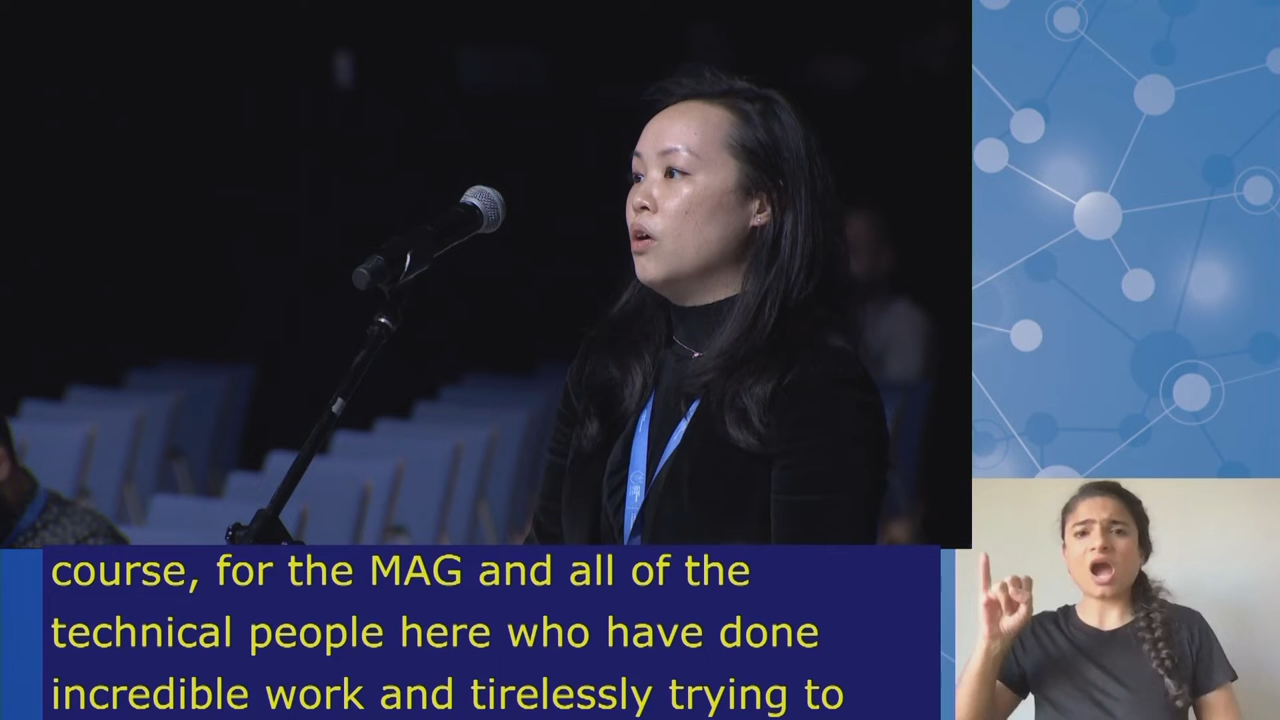 course, for the MAG and all of the
technical people here who have done
incredible work and tirelessly trying to